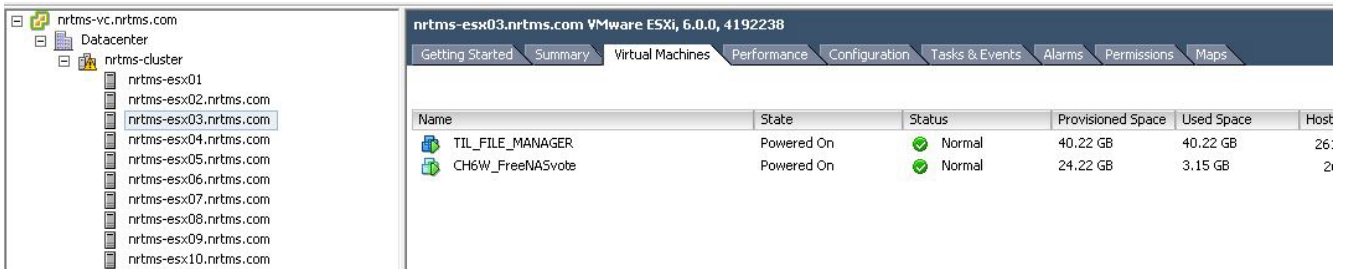 nrtms-vc.nrtms.com
Datacenter
nrtms-cluster
nrtms-esx01
nrtms-esx02.nrtms.com
nrtms-esx03.nrtms.com
nrtms-esx04.nrtms.com
nrtms-esx05.nrtms.com
nrtms-esx06.nrtms.com
nrtms-esx07.nrtms.com
nrtms-esx08.nrtms.com
nrtms-esx09.nrtms.com
nrtms-esx10.nrtms.com
nrtms-esx03.nrtms.com VMware ESXi, 6.0.0, 4192238
Getting Started Summary Virtual Machines Performance Configuration Tasks & Events Alarms Permissions Maps
Name State Status Provisioned Space Used Space Host
TIL_FILE_MANAGER Powered On Normal 40.22 GB 40.22 GB
CH6W_FreeNASvote Powered On Normal 24.22 GB 3.15 GB